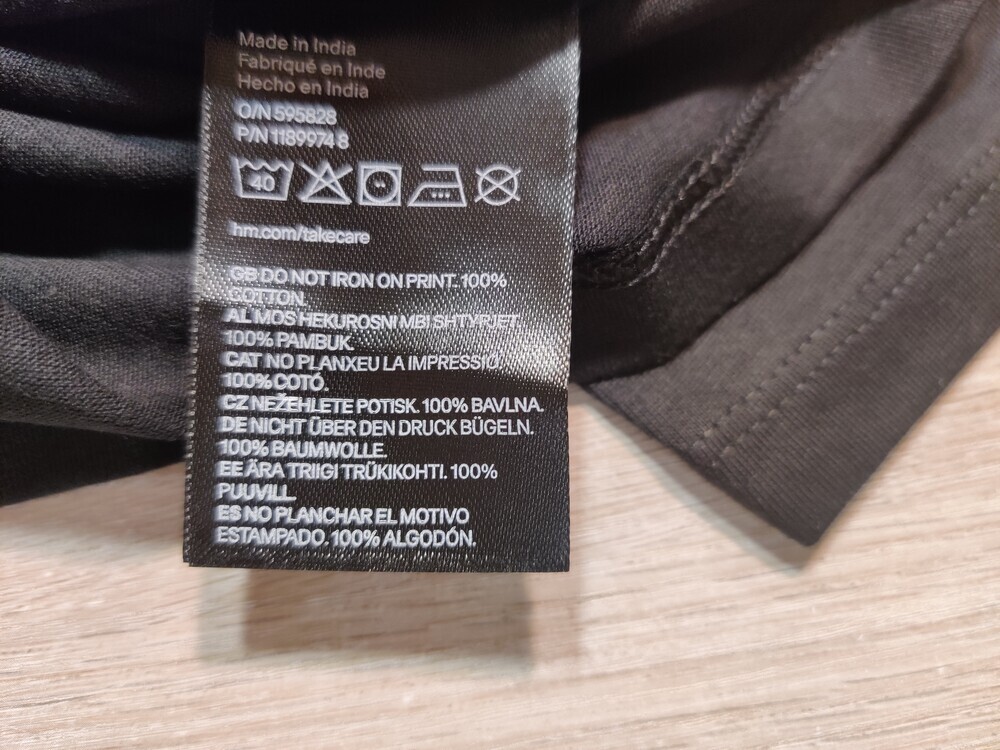 Made in India
Fabriqué en Inde
Hecho en India
O/N 595828
P/N 1189974 8
40
hm.com/takecare
GB DO NOT IRON ON PRINT. 100%
COTTON.
AL MOS HEKUROSNI MBI SHTYPJET.
100% PAMBUK.
CAT NO PLANXEU LA IMPRESSIÓ.
100% COTÓ.
CZ NEŽEHLETE POTISK. 100% BAVLNA.
DE NICHT ÜBER DEN DRUCK BÜGELN.
100% BAUMWOLLE.
EE ÄRA TRIIGI TRÜKIKOHTI. 100%
PUUVILL.
ES NO PLANCHAR EL MOTIVO
ESTAMPADO. 100% ALGODÓN.